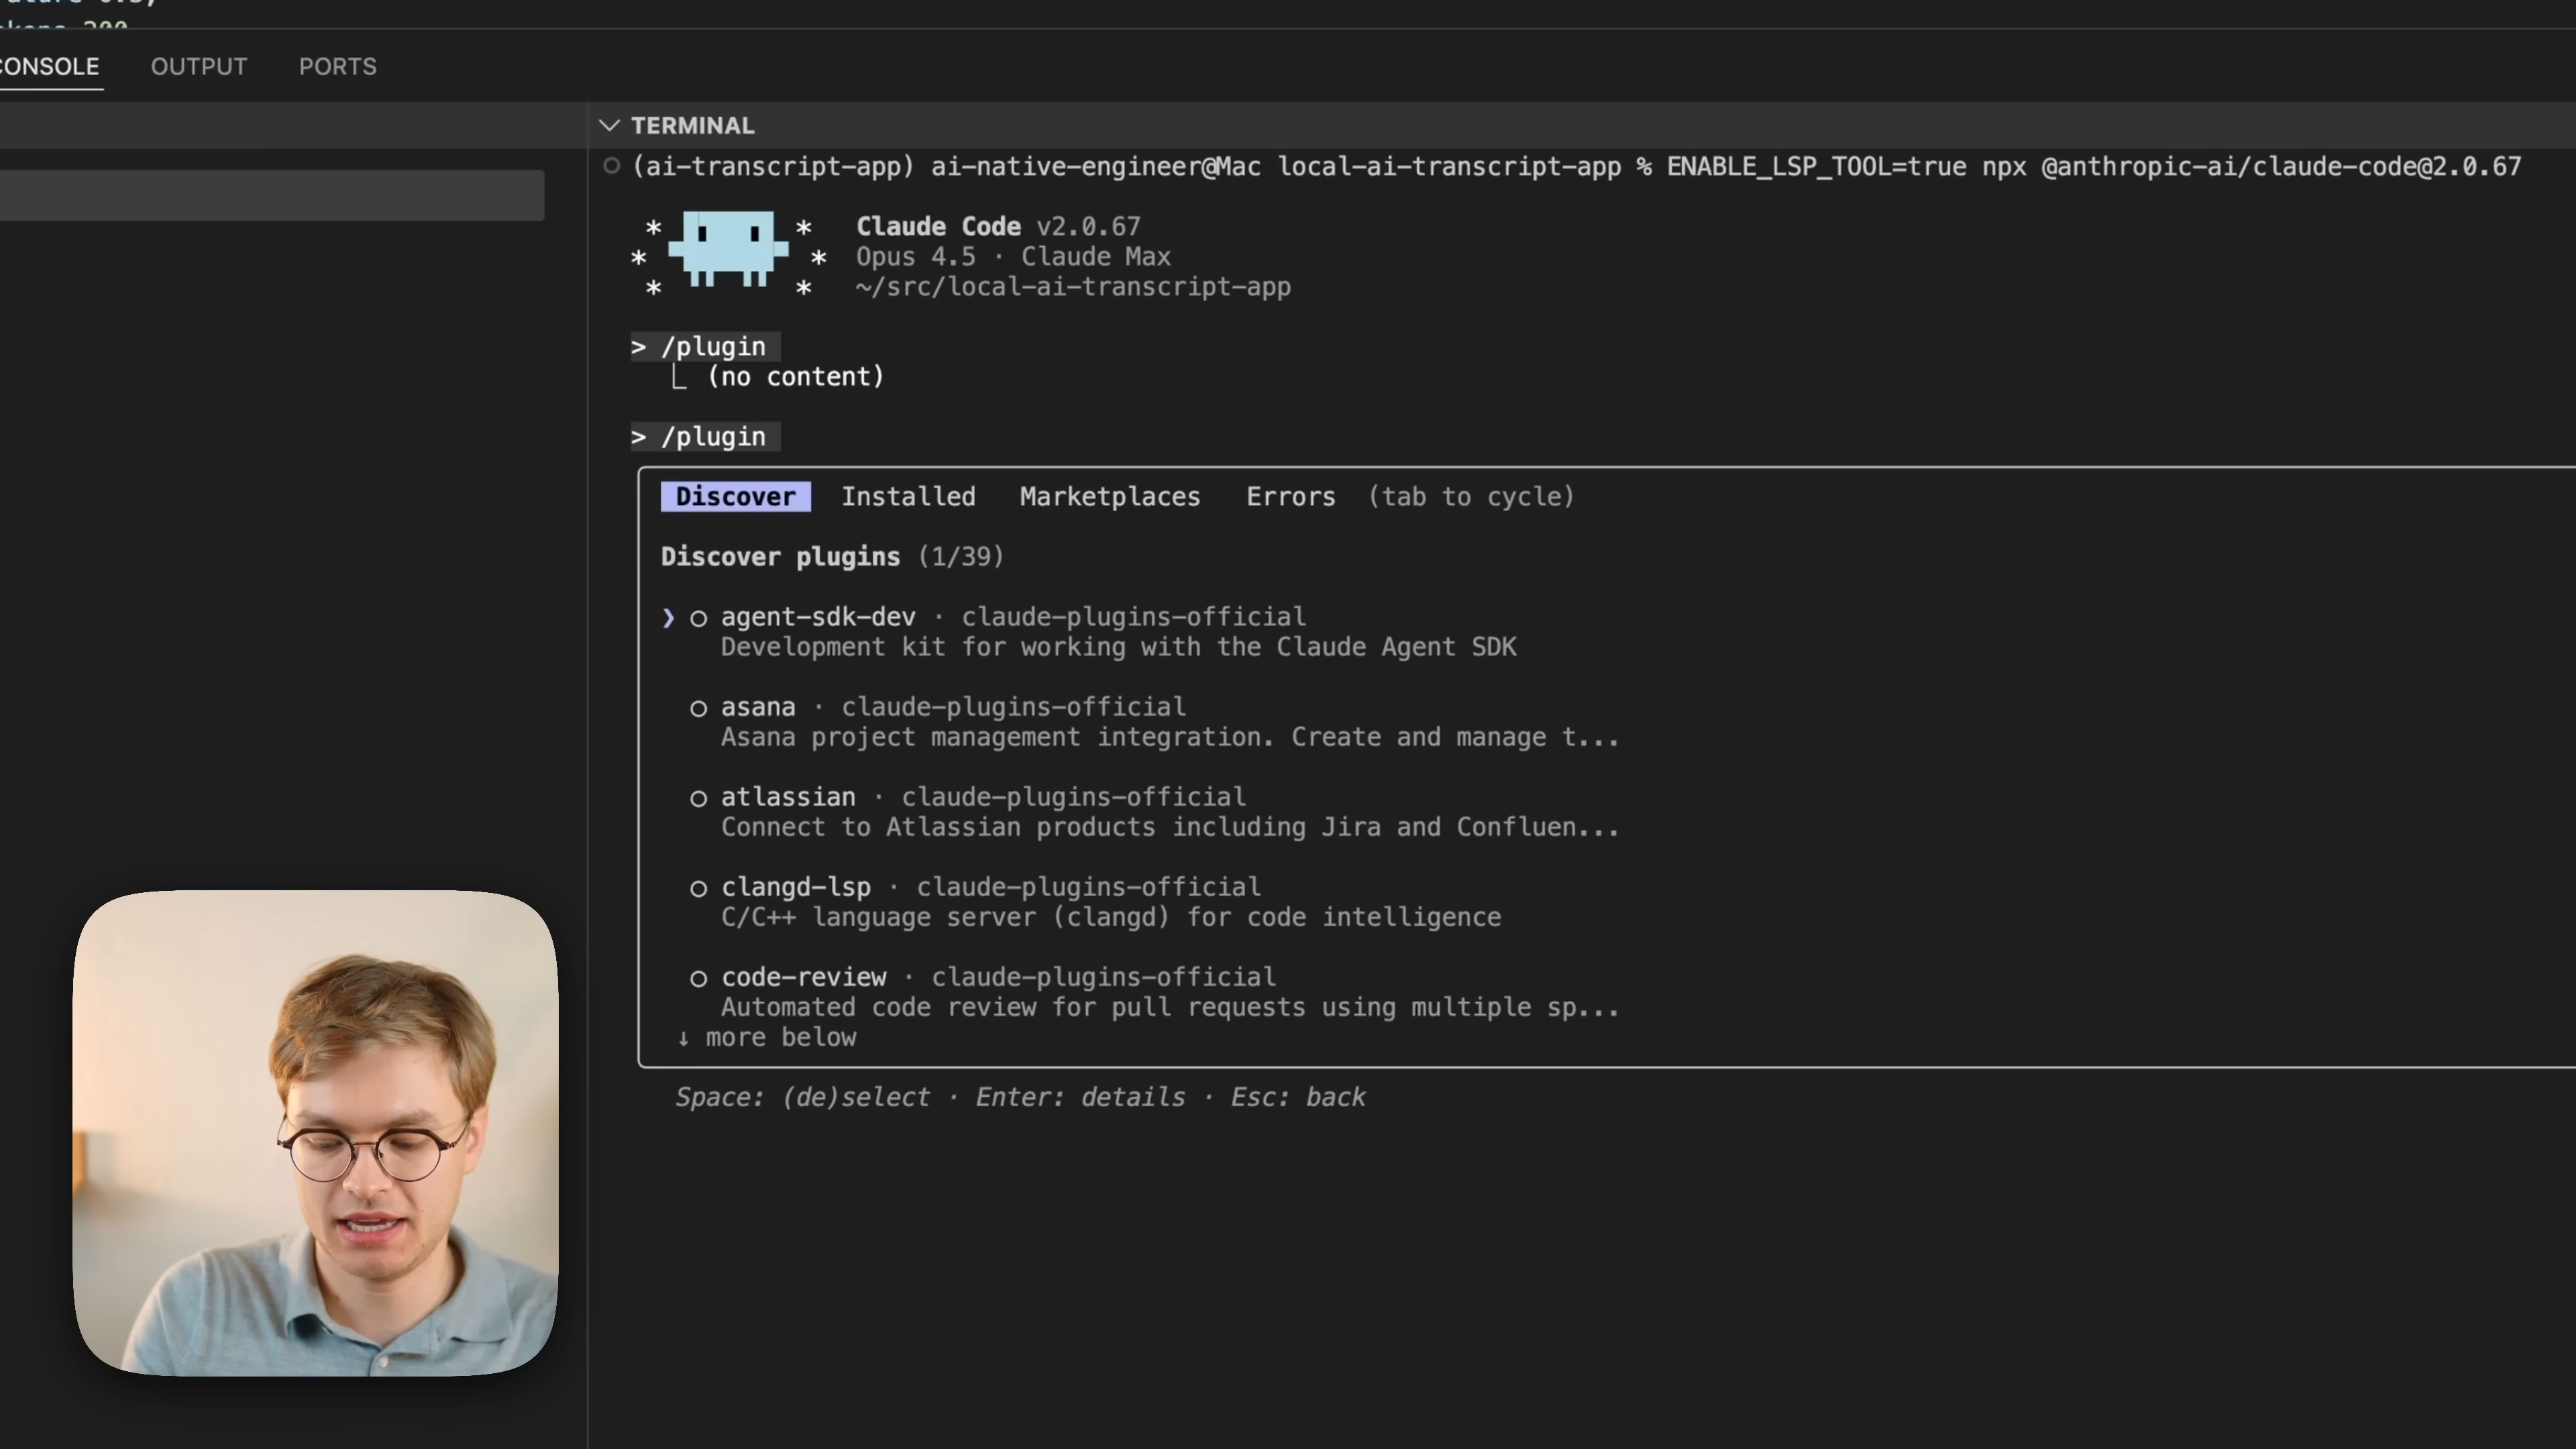 200
CONSOLE OUTPUT PORTS
TERMINAL
(ai-transcript-app) ai-native-engineer@Mac local-ai-transcript-app % ENABLE_LSP_TOOL=true npx @anthropic-ai/claude-code@2.0.67
* * Claude Code v2.0.67
* * Opus 4.5 · Claude Max
* * ~/src/local-ai-transcript-app
> /plugin
⎿ (no content)
> /plugin
Discover Installed Marketplaces Errors (tab to cycle)
Discover plugins (1/39)
❯ ○ agent-sdk-dev · claude-plugins-official
Development kit for working with the Claude Agent SDK
○ asana · claude-plugins-official
Asana project management integration. Create and manage t...
○ atlassian · claude-plugins-official
Connect to Atlassian products including Jira and Confluen...
○ clangd-lsp · claude-plugins-official
C/C++ language server (clangd) for code intelligence
○ code-review · claude-plugins-official
Automated code review for pull requests using multiple sp...
↓ more below
Space: (de)select · Enter: details · Esc: back